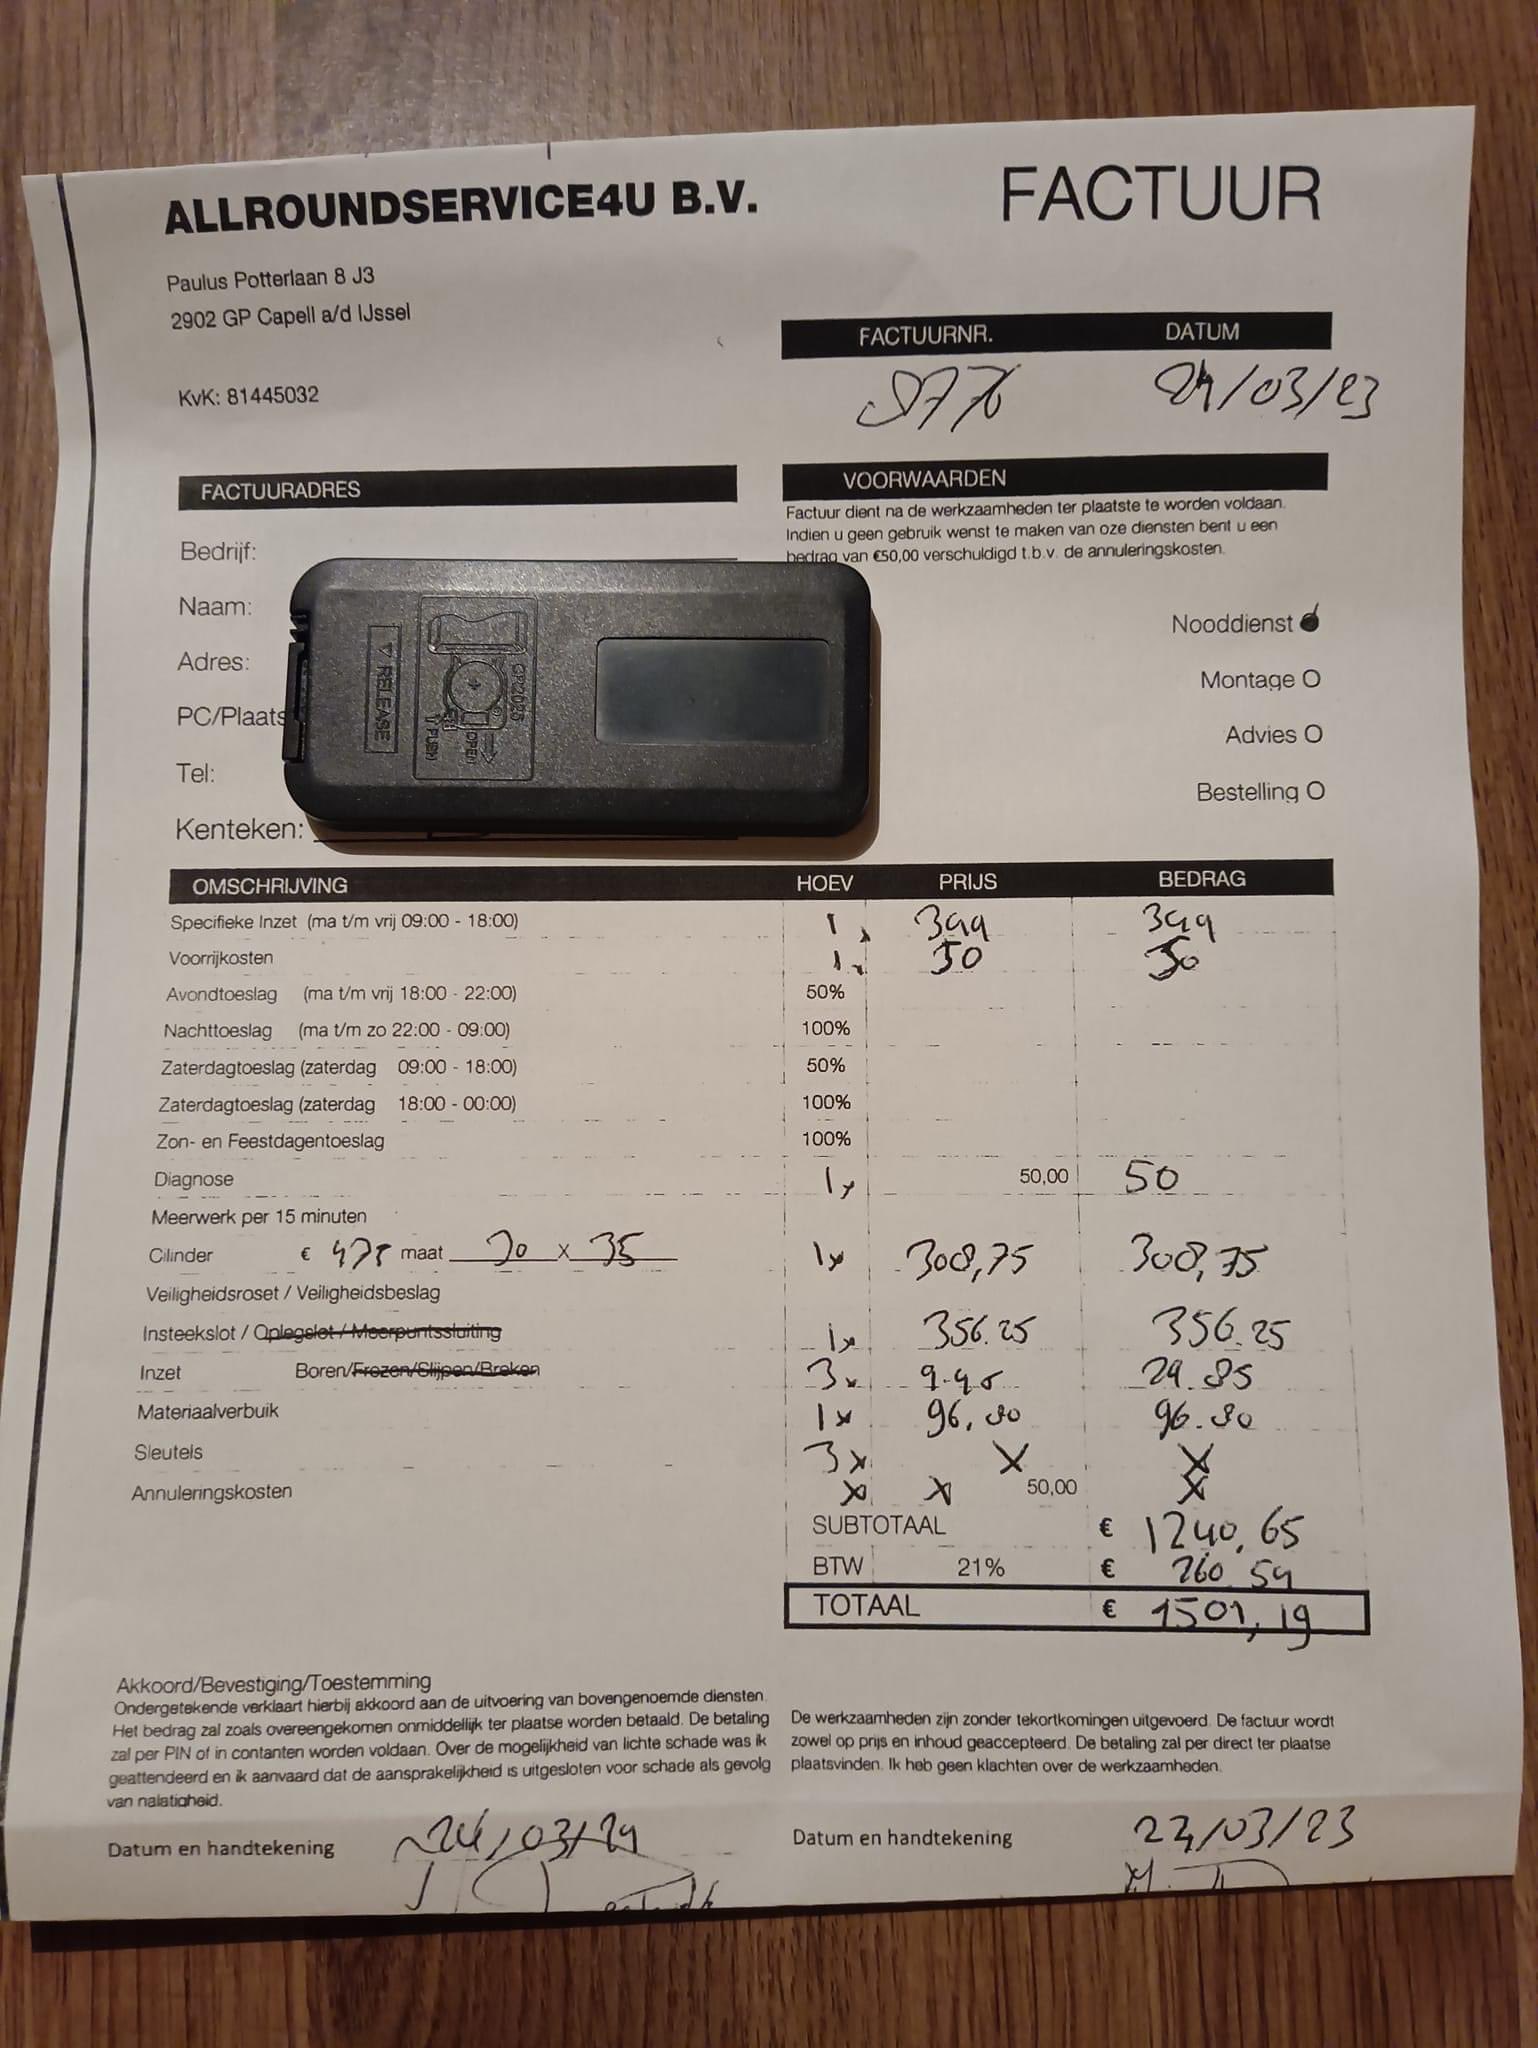 ALLROUNDSERVICE4U B.V.
FACTUUR
Paulus Potterlaan 8 J3
2902 GP Capell a/d IJssel
KvK: 81445032
FACTUURNR. DATUM
24/03/23
FACTUURADRES
VOORWAARDEN
Factuur dient na de werkzaamheden ter plaatste te worden voldaan.
Indien u geen gebruik wenst te maken van oze diensten bent u een
bedrag van €50,00 verschuldigd t.b.v. de annuleringskosten.
Bedrijf:
Naam:
Adres:
PC/Plaats
Tel:
Kenteken:
RELEASE
CR2025
OPEN
PUSH
Nooddienst
Montage O
Advies O
Bestelling O
OMSCHRIJVING HOEV PRIJS BEDRAG
Specifieke Inzet (ma t/m vrij 09:00 - 18:00) 1x 399 399
Voorrijkosten 1x 50 50
Avondtoeslag (ma t/m vrij 18:00 - 22:00) 50%
Nachttoeslag (ma t/m zo 22:00 - 09:00) 100%
Zaterdagtoeslag (zaterdag 09:00 - 18:00) 50%
Zaterdagtoeslag (zaterdag 18:00 - 00:00) 100%
Zon- en Feestdagentoeslag 100%
Diagnose 1x 50,00 50
Meerwerk per 15 minuten
Cilinder € 475 maat 30 x 35 1x 308,75 308,75
Veiligheidsroset / Veiligheidsbeslag
Insteekslot / Oplegslot / Meerpuntssluiting 1x 356.25 356.25
Inzet Boren/Frezen/Slijpen/Breken 3x 9.95 29.85
Materiaalverbuik 1x 96,80 96.80
Sleutels 3x X X
Annuleringskosten X X 50,00 X
SUBTOTAAL € 1240,65
BTW 21% € 260.54
TOTAAL € 1501,19
Akkoord/Bevestiging/Toestemming
Ondergetekende verklaart hierbij akkoord aan de uitvoering van bovengenoemde diensten.
Het bedrag zal zoals overeengekomen onmiddellijk ter plaatse worden betaald. De betaling
zal per PIN of in contanten worden voldaan. Over de mogelijkheid van lichte schade was ik
geattendeerd en ik aanvaard dat de aansprakelijkheid is uitgesloten voor schade als gevolg
van nalatigheid.
De werkzaamheden zijn zonder tekortkomingen uitgevoerd. De factuur wordt
zowel op prijs en inhoud geaccepteerd. De betaling zal per direct ter plaatse
plaatsvinden. Ik heb geen klachten over de werkzaamheden.
Datum en handtekening
Datum en handtekening 24/03/23